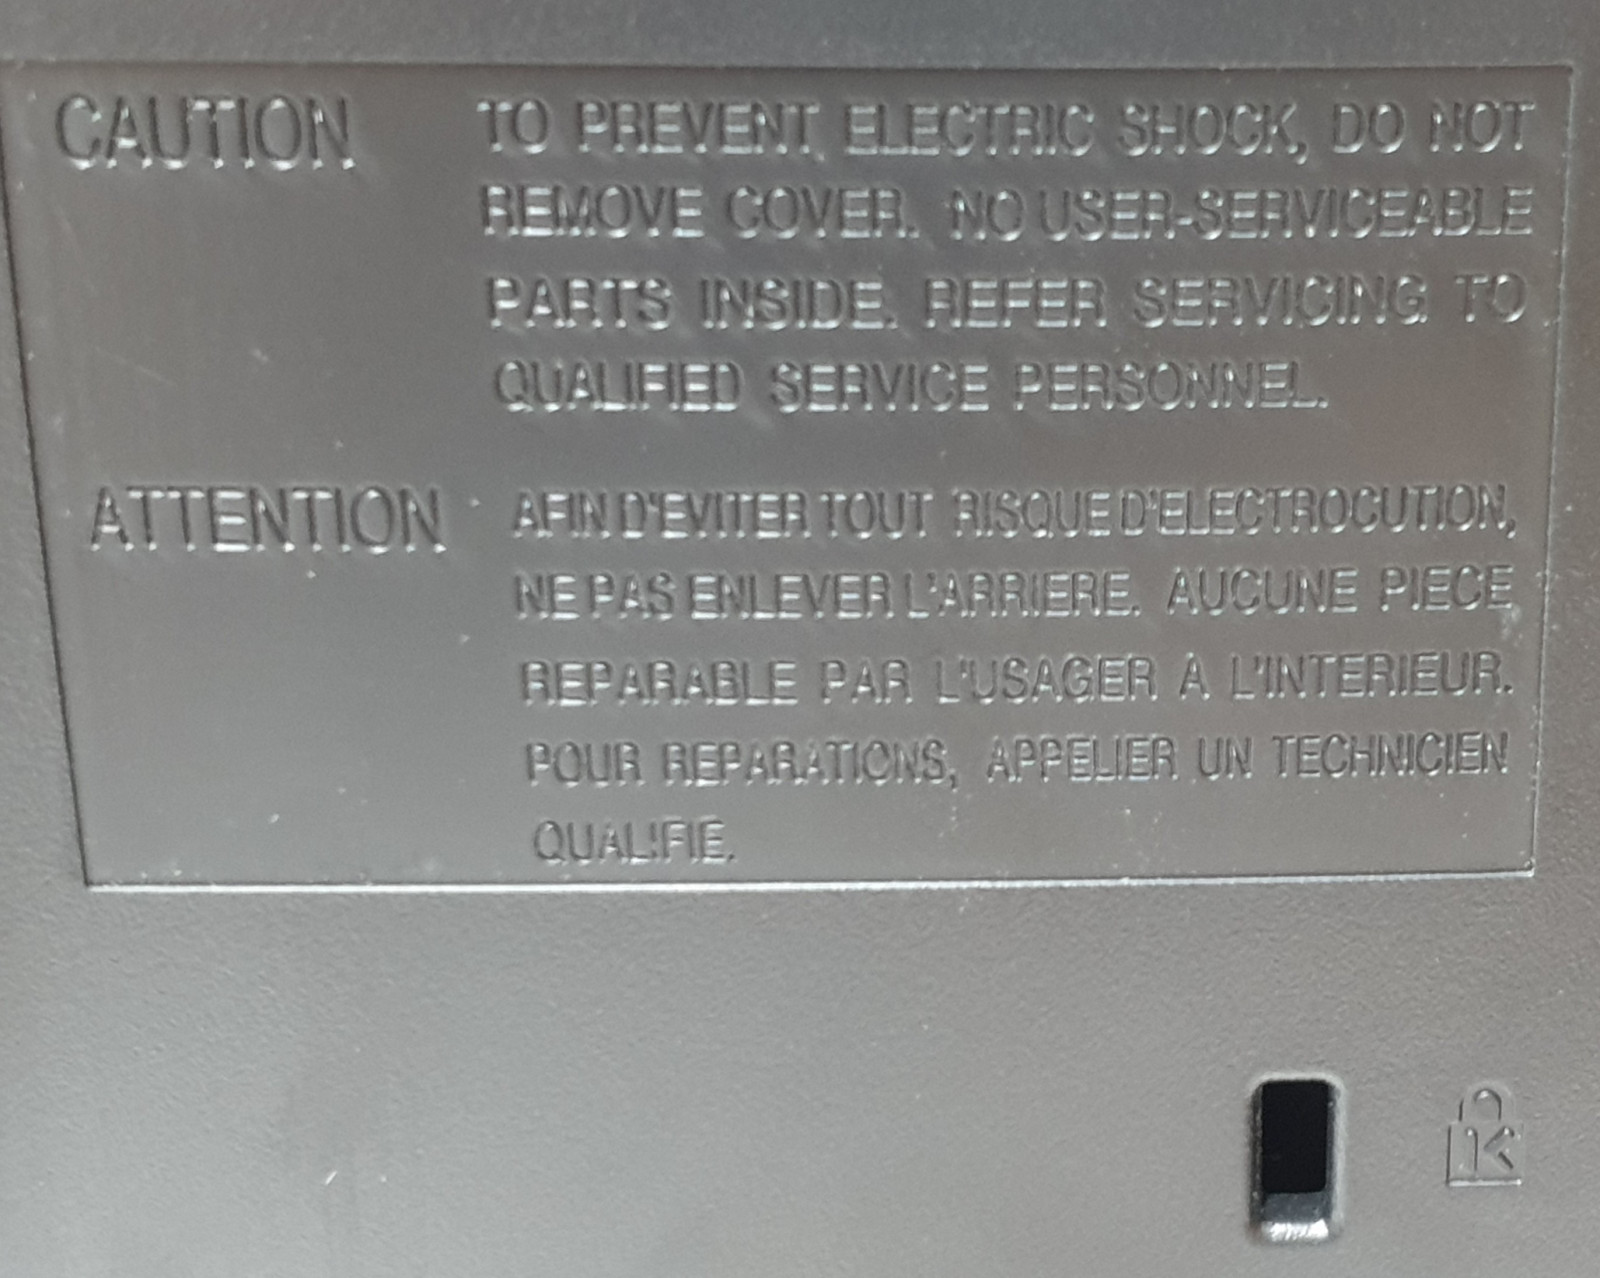 CAUTION TO PREVENT ELECTRIC SHOCK, DO NOT
REMOVE COVER. NO USER-SERVICEABLE
PARTS INSIDE. REFER SERVICING TO
QUALIFIED SERVICE PERSONNEL.
ATTENTION AFIN D'EVITER TOUT RISQUE D'ELECTROCUTION,
NE PAS ENLEVER L'ARRIERE. AUCUNE PIECE
REPARABLE PAR L'USAGER A L'INTERIEUR.
POUR REPARATIONS, APPELIER UN TECHNICIEN
QUALIFIE.
K